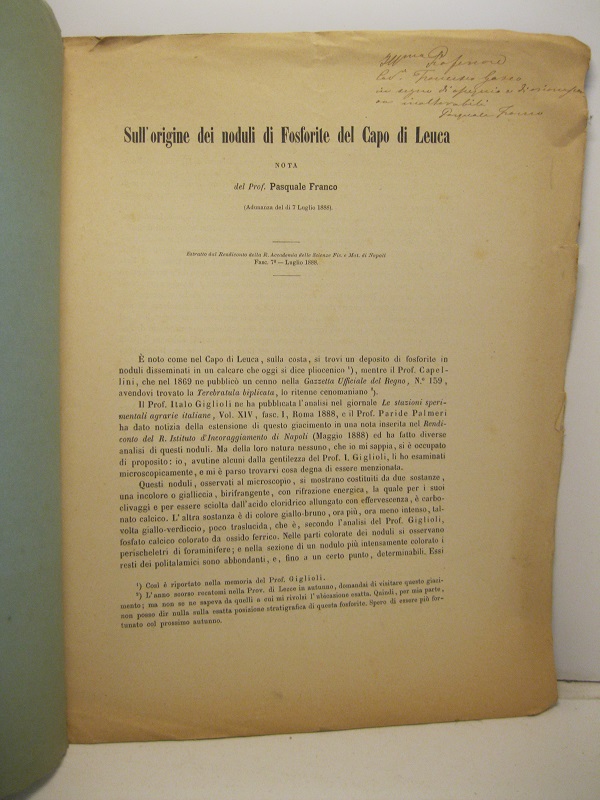 Ill.mo Professore
Cav. Francesco Gasco
in segno d'ossequio e di stima
ed inalterabili
Pasquale Franco
Sull'origine dei noduli di Fosforite del Capo di Leuca
NOTA
del Prof. Pasquale Franco
(Adunanza del dì 7 Luglio 1888).
Estratto dal Rendiconto della R. Accademia delle Scienze Fis. e Mat. di Napoli
Fasc. 7º — Luglio 1888.
È noto come nel Capo di Leuca, sulla costa, si trovi un deposito di fosforite in
noduli disseminati in un calcare che oggi si dice pliocenico ¹), mentre il Prof. Capel-
lini, che nel 1869 ne pubblicò un cenno nella Gazzetta Ufficiale del Regno, N.º 159,
avendovi trovato la Terebratula biplicata, lo ritenne cenomaniano ²).
Il Prof. Italo Giglioli ne ha pubblicata l'analisi nel giornale Le stazioni speri-
mentali agrarie italiane, Vol. XIV, fasc. I, Roma 1888, e il Prof. Paride Palmeri
ha dato notizia della estensione di questo giacimento in una nota inserita nel Rendi-
conto del R. Istituto d'Incoraggiamento di Napoli (Maggio 1888) ed ha fatto diverse
analisi di questi noduli. Ma della loro natura nessuno, che io mi sappia, si è occupato
di proposito: io, avutine alcuni dalla gentilezza del Prof. I. Giglioli, li ho esaminati
microscopicamente, e mi è parso trovarvi cosa degna di essere menzionata.
Questi noduli, osservati al microscopio, si mostrano costituiti da due sostanze,
una incolore o gialliccia, birifrangente, con rifrazione energica, la quale per i suoi
clivaggi e per essere sciolta dall'acido cloridrico allungato con effervescenza, è carbo-
nato calcico. L'altra sostanza è di colore giallo-bruno, ora più, ora meno intenso, tal-
volta giallo-verdiccio, poco traslucida, che è, secondo l'analisi del Prof. Giglioli,
fosfato calcico colorato da ossido ferrico. Nelle parti colorate dei noduli si osservano
perischeletri di foraminifere; e nella sezione di un nodulo più intensamente colorato i
resti dei politalamici sono abbondanti, e, fino a un certo punto, determinabili. Essi
¹) Così è riportato nella memoria del Prof. Giglioli.
²) L'anno scorso recatomi nella Prov. di Lecce in autunno, domandai di visitare questo giaci-
mento; ma non se ne sapeva da quelli a cui mi rivolsi l'ubicazione esatta. Quindi, per mia parte,
non posso dir nulla sulla esatta posizione stratigrafica di questa fosforite. Spero di essere più for-
tunato col prossimo autunno.